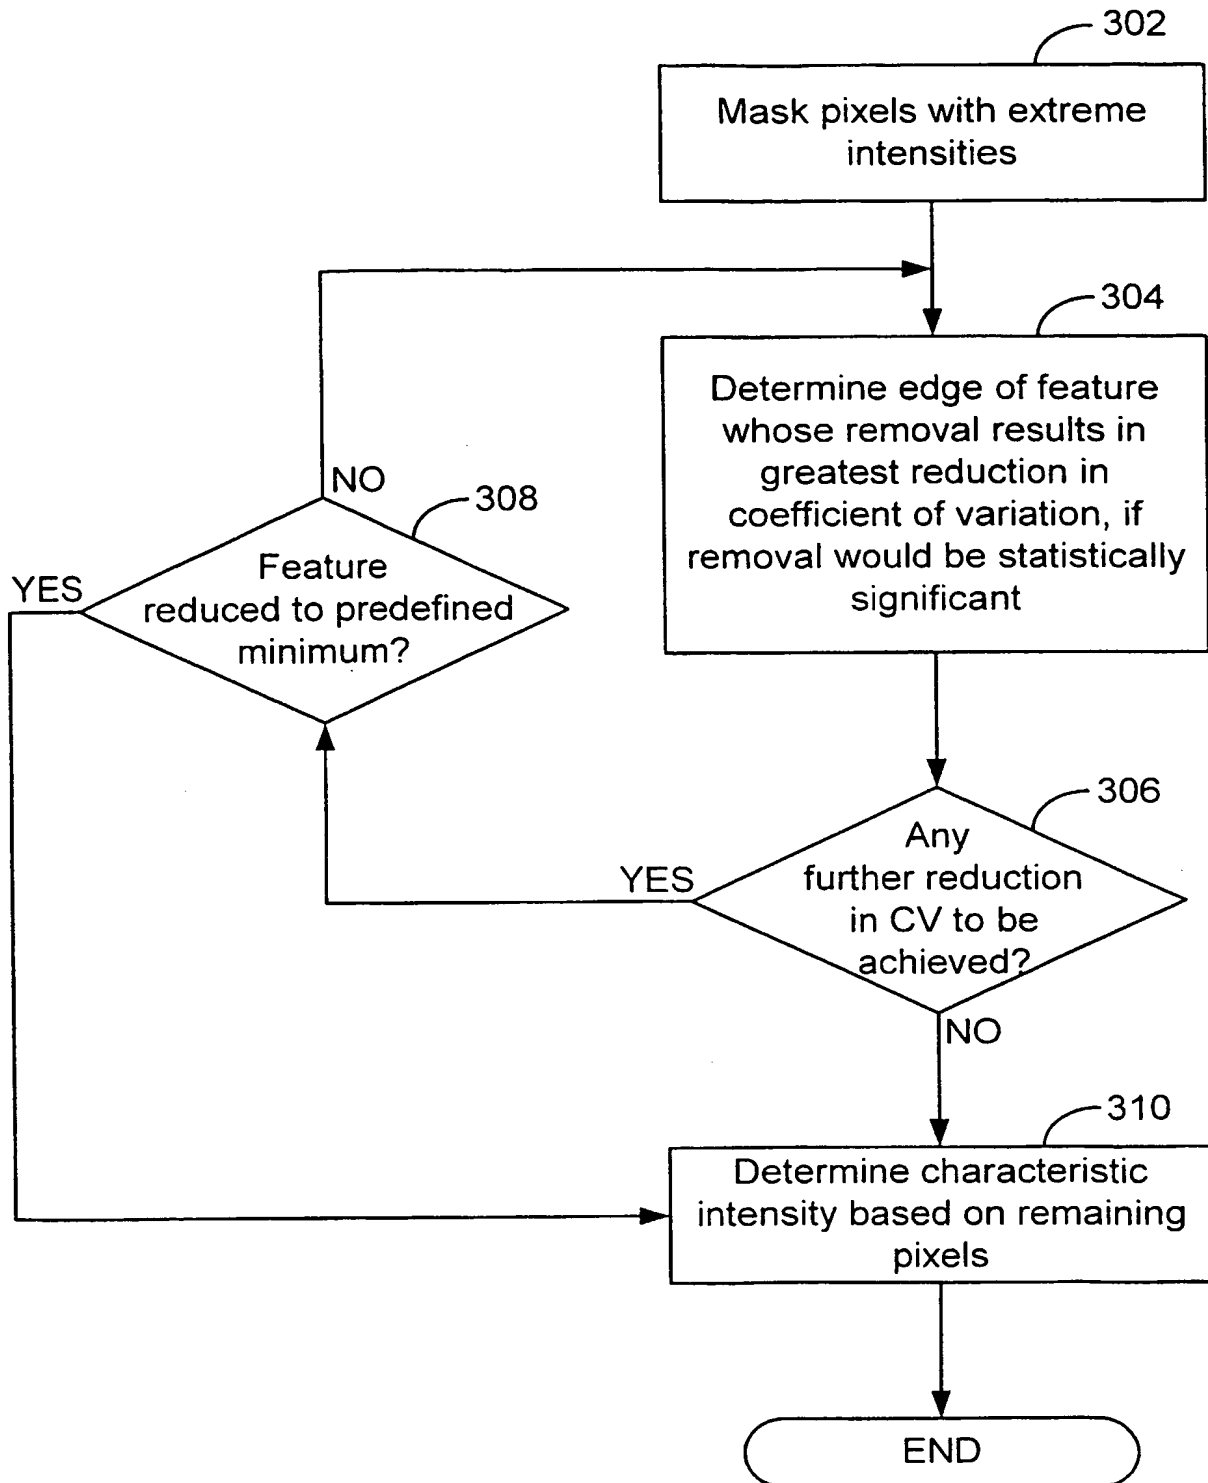 302
Mask pixels with extreme
intensities
304
Determine edge of feature
whose removal results in
greatest reduction in
coefficient of variation, if
removal would be statistically
significant
NO
308
YES
Feature
reduced to predefined
minimum?
306
YES
Any
further reduction
in CV to be
achieved?
NO
310
Determine characteristic
intensity based on remaining
pixels
END